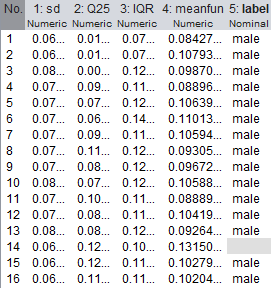 No. 1: sd 2: Q25 3: IQR 4: meanfun 5: label
Numeric Numeric Numeric Numeric Nominal
1 0.06... 0.01... 0.07... 0.08427... male
2 0.06... 0.01... 0.07... 0.10793... male
3 0.08... 0.00... 0.12... 0.09870... male
4 0.07... 0.09... 0.11... 0.08896... male
5 0.07... 0.07... 0.12... 0.10639... male
6 0.07... 0.06... 0.14... 0.11013... male
7 0.07... 0.09... 0.11... 0.10594... male
8 0.07... 0.11... 0.12... 0.09305... male
9 0.07... 0.08... 0.12... 0.09672... male
10 0.08... 0.07... 0.12... 0.10588... male
11 0.07... 0.10... 0.11... 0.08889... male
12 0.07... 0.08... 0.11... 0.10419... male
13 0.08... 0.08... 0.12... 0.09264... male
14 0.06... 0.12... 0.10... 0.13150...
15 0.06... 0.12... 0.11... 0.10279... male
16 0.06... 0.11... 0.11... 0.10204... male